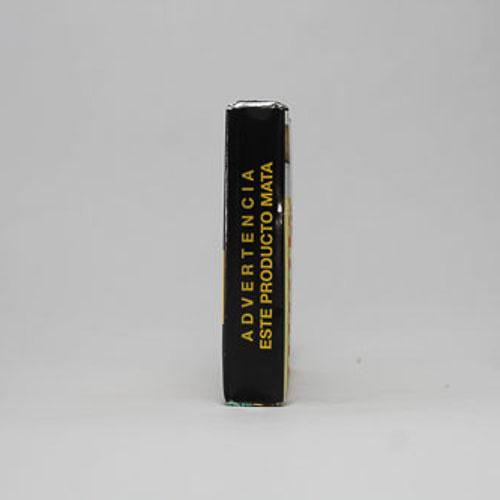 ADVERTENCIA
ESTE PRODUCTO MATA